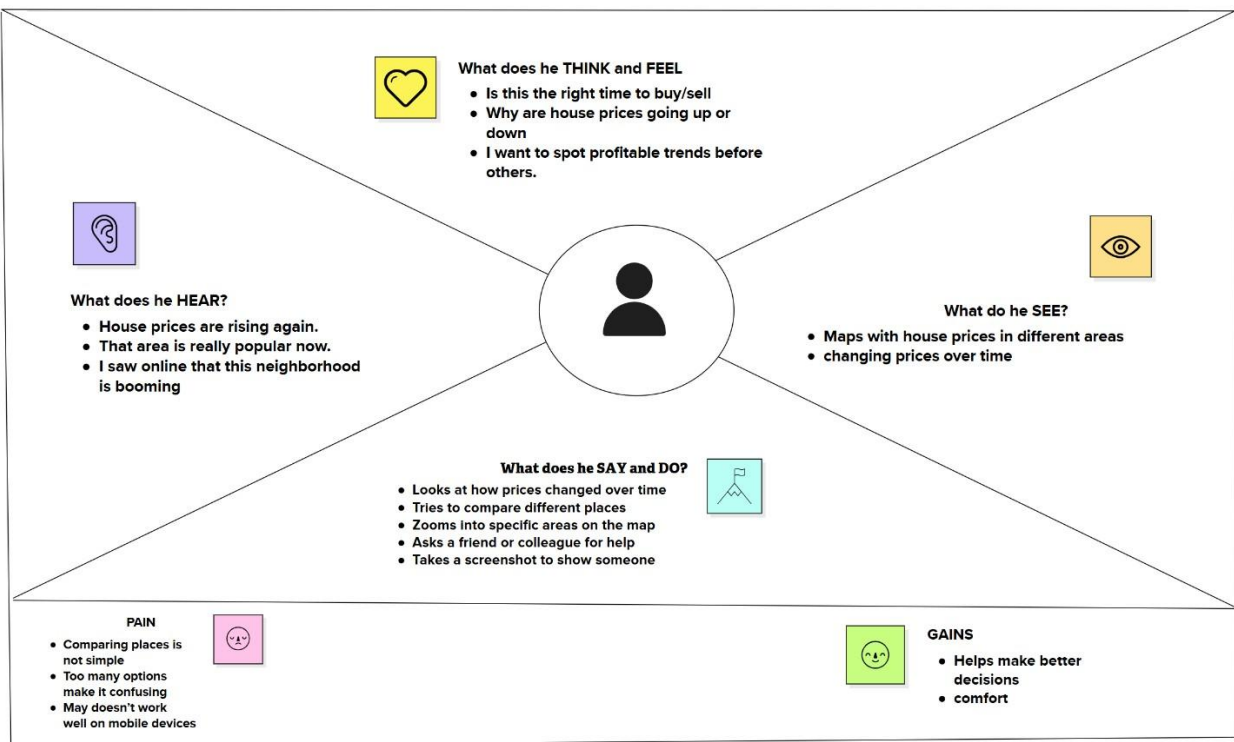 What does he THINK and FEEL
• Is this the right time to buy/sell
• Why are house prices going up or
down
• I want to spot profitable trends before
others.
What does he HEAR?
• House prices are rising again.
• That area is really popular now.
• I saw online that this neighborhood
is booming
What do he SEE?
• Maps with house prices in different areas
• changing prices over time
What does he SAY and DO?
• Looks at how prices changed over time
• Tries to compare different places
• Zooms into specific areas on the map
• Asks a friend or colleague for help
• Takes a screenshot to show someone
PAIN
• Comparing places is
not simple
• Too many options
make it confusing
• May doesn't work
well on mobile devices
GAINS
• Helps make better
decisions
• comfort